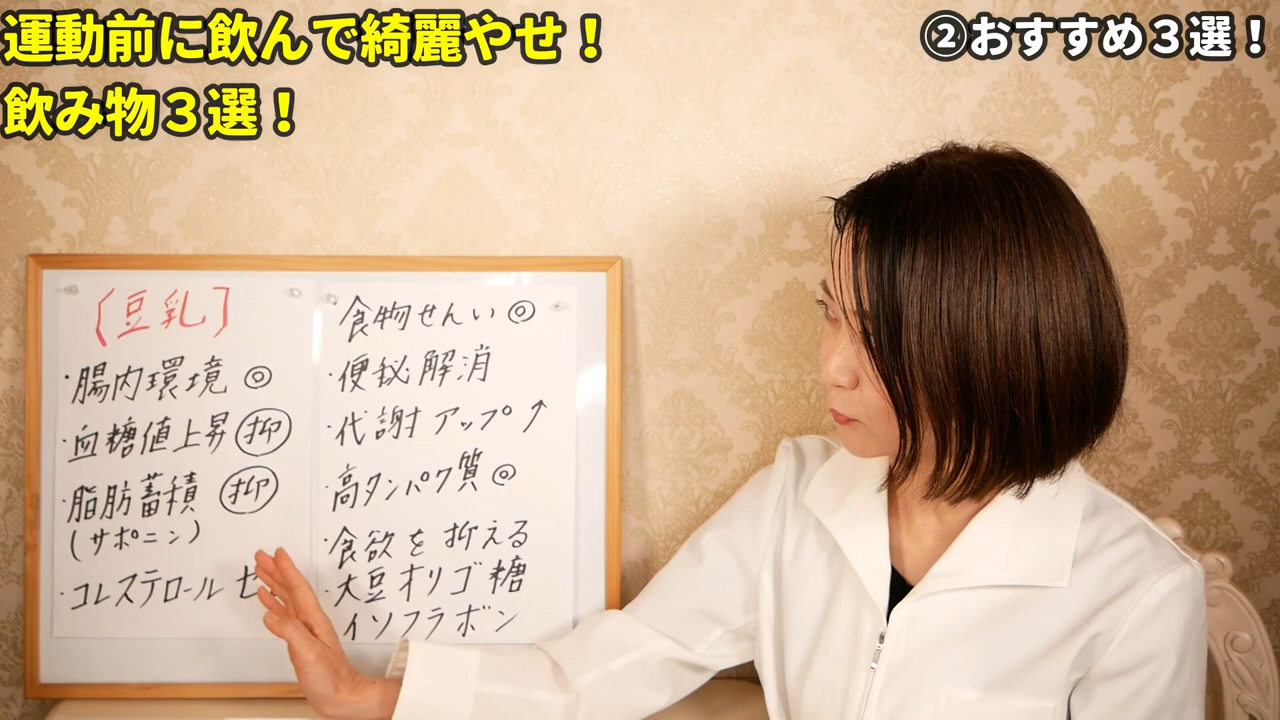 運動前に飲んで綺麗やせ！
飲み物３選！
②おすすめ３選！
〔豆乳〕
・腸内環境 ◎
・血糖値上昇 抑
・脂肪蓄積 抑
(サポニン)
・コレステロール
・食物せんい ◎
・便秘解消
・代謝アップ↑
・高タンパク質 ◎
・食欲を抑える
・大豆オリゴ糖
イソフラボン